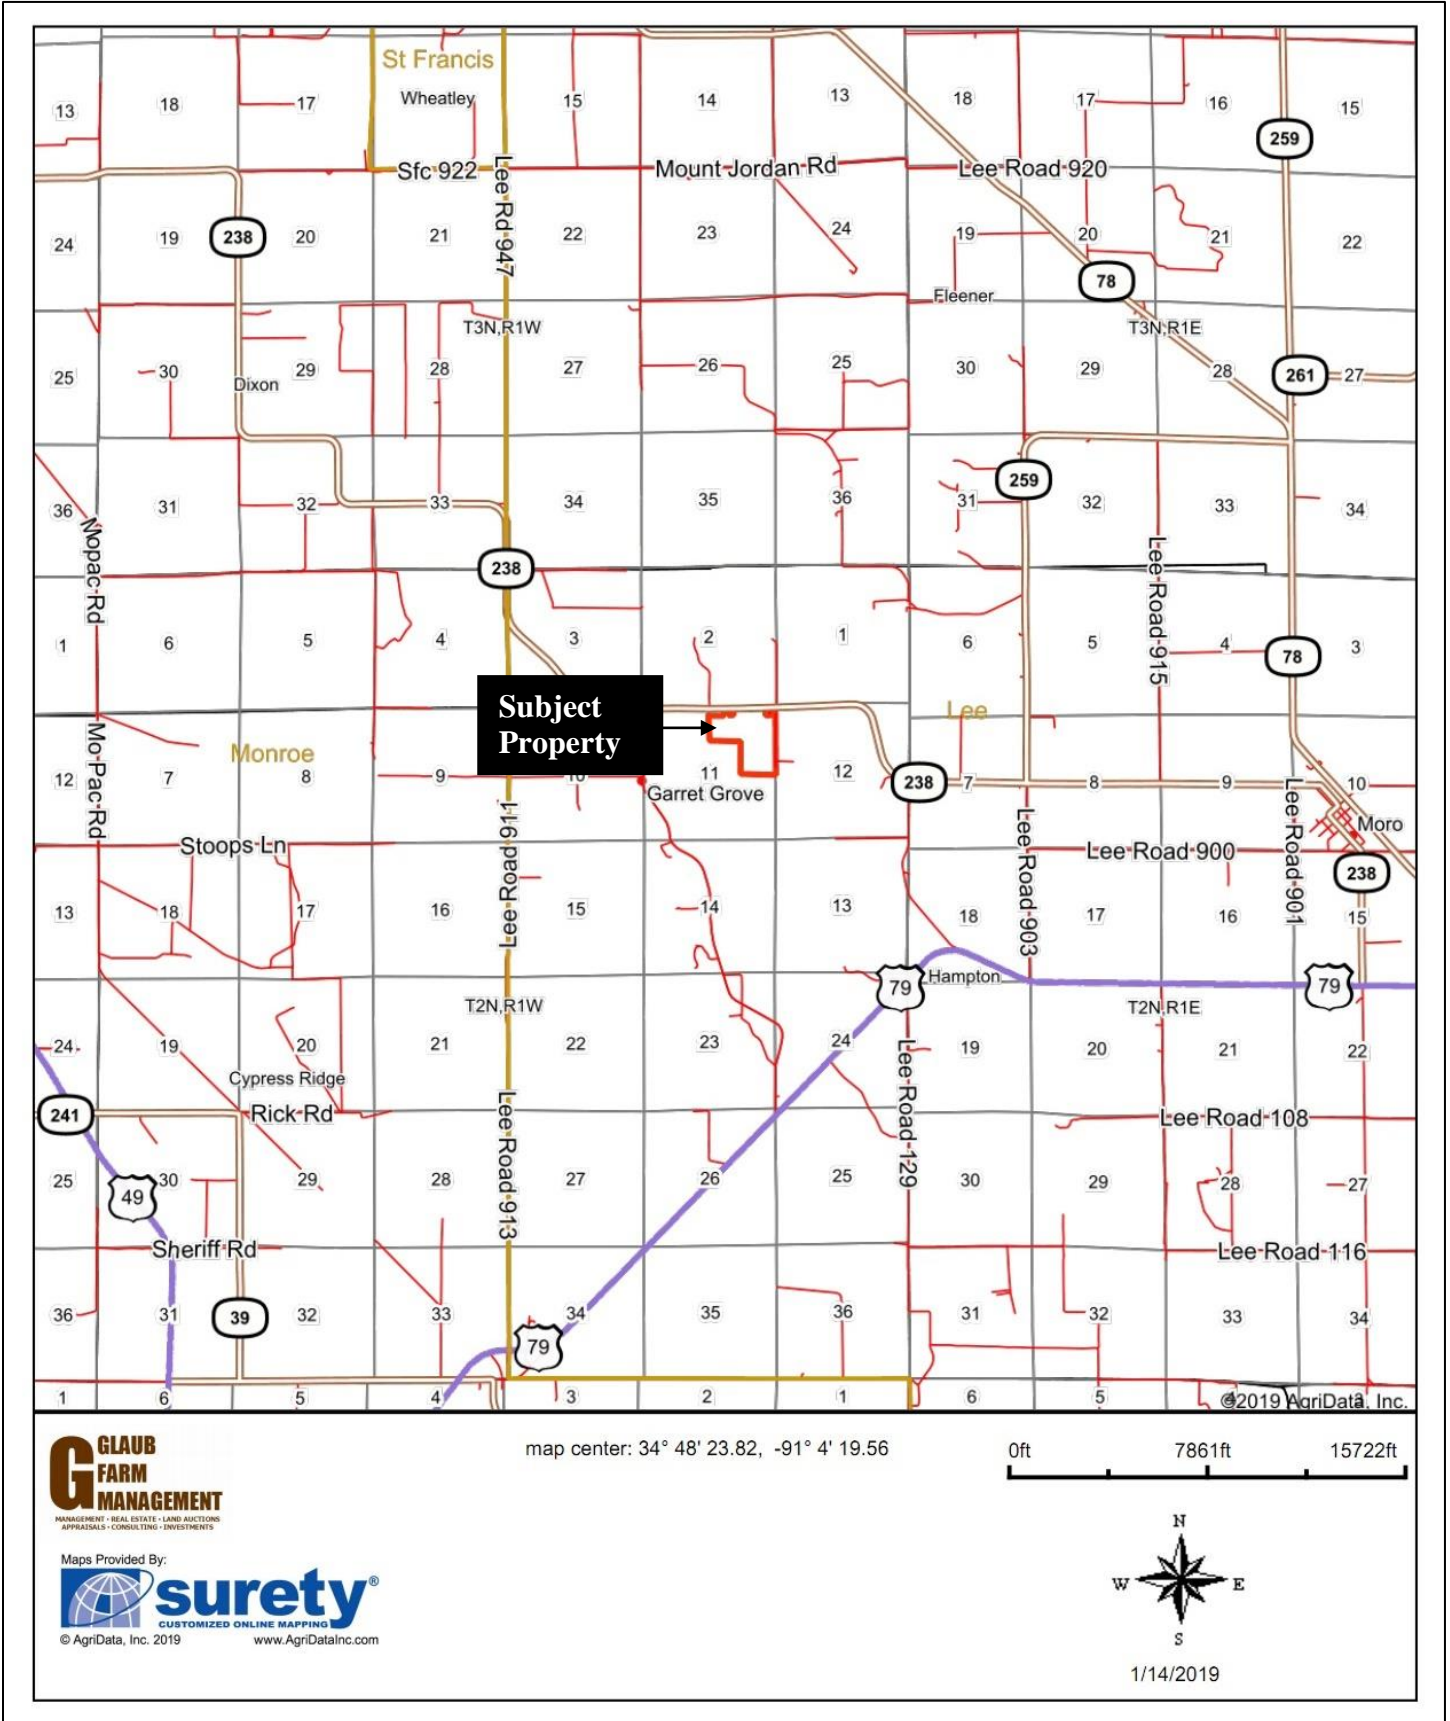 St Francis
Wheatley
13
18
17
15
14
13
18
17
16
15
259
Sfc 922
Mount Jordan Rd
Lee Road 920
Lee Rd 947
24
19
238
20
21
22
23
24
19
20
21
22
78
Fleener
T3N,R1W
T3N,R1E
25
30
Dixon
29
28
27
26
25
30
29
28
261
27
36
31
32
33
34
35
36
31
259
32
33
34
Mopac Rd
238
Lee Road 915
1
6
5
4
3
2
1
6
5
4
78
3
Subject
Property
Lee
Mo-Pac Rd
Monroe
12
7
8
9
10
11
12
238
7
8
9
10
Garret Grove
Moro
Lee Road 911
Lee Road 903
Lee Road 901
Stoops Ln
Lee Road 900
238
13
18
17
16
15
14
13
18
17
16
15
79
Hampton
79
T2N,R1W
T2N,R1E
24
19
20
21
22
23
24
19
20
21
22
Cypress Ridge
Lee Road 129
241
Rick Rd
Lee Road 913
Lee Road 108
25
30
29
28
27
26
25
30
29
28
27
49
Sheriff Rd
Lee Road 116
36
31
39
32
33
34
35
36
31
32
33
34
79
1
6
5
4
3
2
1
6
5
4
3
©2019 AgriData, Inc.
GLAUB
FARM
MANAGEMENT
MANAGEMENT • REAL ESTATE • LAND AUCTIONS
APPRAISALS • CONSULTING • INVESTMENTS
map center: 34° 48' 23.82, -91° 4' 19.56
0ft 7861ft 15722ft
Maps Provided By:
surety®
CUSTOMIZED ONLINE MAPPING
© AgriData, Inc. 2019 www.AgriDataInc.com
N
W E
S
1/14/2019